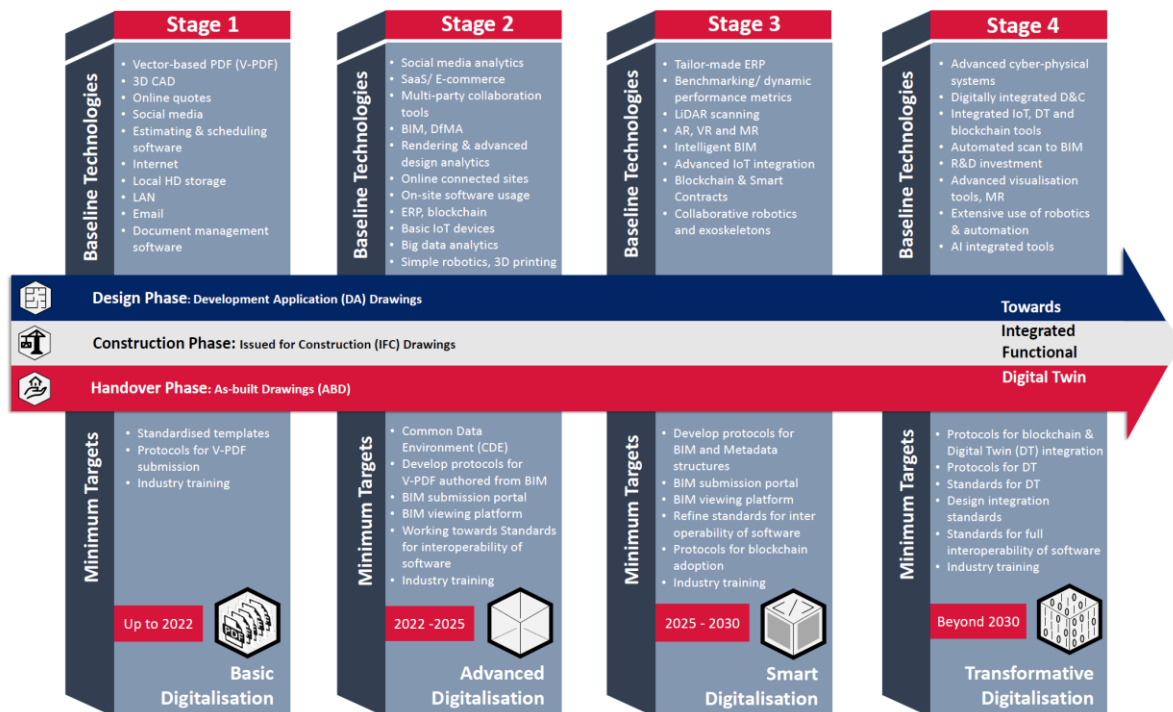 Stage 1
Baseline Technologies
• Vector-based PDF (V-PDF)
• 3D CAD
• Online quotes
• Social media
• Estimating & scheduling
software
• Internet
• Local HD storage
• LAN
• Email
• Document management
software
Stage 2
Baseline Technologies
• Social media analytics
• SaaS/ E-commerce
• Multi-party collaboration
tools
• BIM, DfMA
• Rendering & advanced
design analytics
• Online connected sites
• On-site software usage
• ERP, blockchain
• Basic IoT devices
• Big data analytics
• Simple robotics, 3D printing
Stage 3
Baseline Technologies
• Tailor-made ERP
• Benchmarking/ dynamic
performance metrics
• LiDAR scanning
• AR, VR and MR
• Intelligent BIM
• Advanced IoT integration
• Blockchain & Smart
Contracts
• Collaborative robotics
and exoskeletons
Stage 4
Baseline Technologies
• Advanced cyber-physical
systems
• Digitally integrated D&C
• Integrated IoT, DT and
blockchain tools
• Automated scan to BIM
• R&D investment
• Advanced visualisation
tools, MR
• Extensive use of robotics
& automation
• AI integrated tools
Design Phase: Development Application (DA) Drawings
Construction Phase: Issued for Construction (IFC) Drawings
Handover Phase: As-built Drawings (ABD)
Towards
Integrated
Functional
Digital Twin
Minimum Targets
• Standardised templates
• Protocols for V-PDF
submission
• Industry training
Up to 2022
PDF
Basic
Digitalisation
Minimum Targets
• Common Data
Environment (CDE)
• Develop protocols for
V-PDF authored from BIM
• BIM submission portal
• BIM viewing platform
• Working towards Standards
for interoperability of
software
• Industry training
2022 -2025
Advanced
Digitalisation
Minimum Targets
• Develop protocols for
BIM and Metadata
structures
• BIM submission portal
• BIM viewing platform
• Refine standards for inter
operability of software
• Protocols for blockchain
adoption
• Industry training
2025 - 2030
</>
Smart
Digitalisation
Minimum Targets
• Protocols for blockchain &
Digital Twin (DT) integration
• Protocols for DT
• Standards for DT
• Design integration
standards
• Standards for full
interoperability of software
• Industry training
Beyond 2030
Transformative
Digitalisation